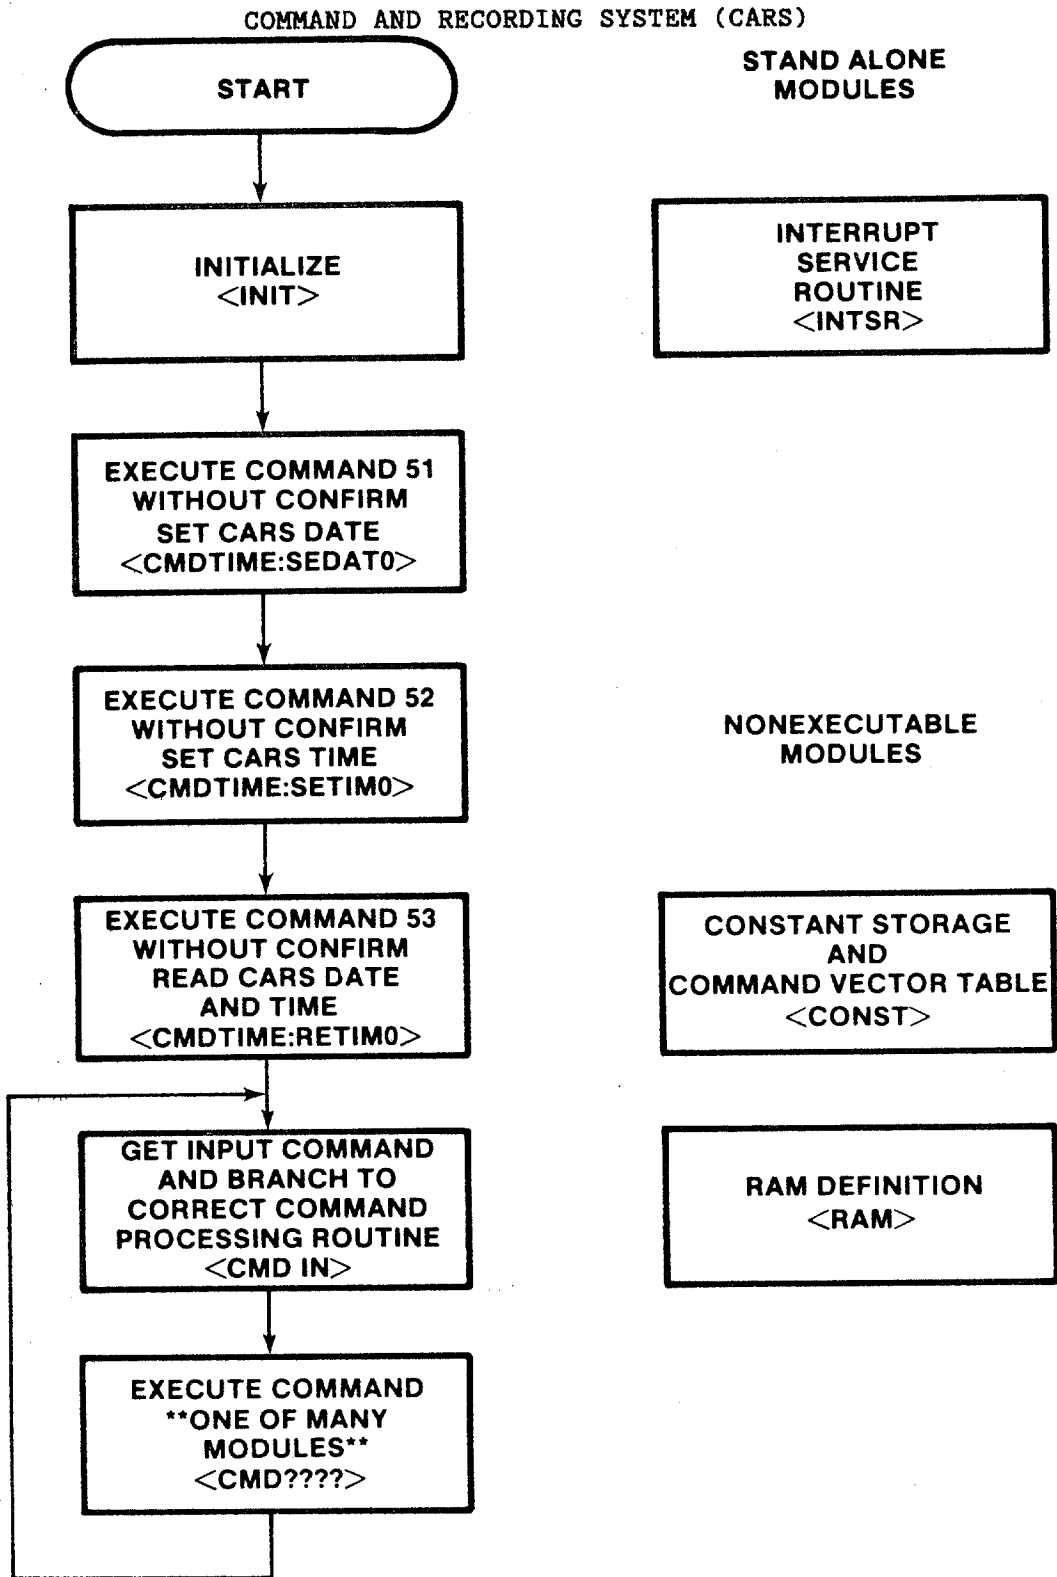 COMMAND AND RECORDING SYSTEM (CARS)
START
INITIALIZE
<INIT>
EXECUTE COMMAND 51
WITHOUT CONFIRM
SET CARS DATE
<CMDTIME:SEDAT0>
EXECUTE COMMAND 52
WITHOUT CONFIRM
SET CARS TIME
<CMDTIME:SETIM0>
EXECUTE COMMAND 53
WITHOUT CONFIRM
READ CARS DATE
AND TIME
<CMDTIME:RETIM0>
GET INPUT COMMAND
AND BRANCH TO
CORRECT COMMAND
PROCESSING ROUTINE
<CMD IN>
EXECUTE COMMAND
**ONE OF MANY
MODULES**
<CMD????>
STAND ALONE
MODULES
INTERRUPT
SERVICE
ROUTINE
<INTSR>
NONEXECUTABLE
MODULES
CONSTANT STORAGE
AND
COMMAND VECTOR TABLE
<CONST>
RAM DEFINITION
<RAM>